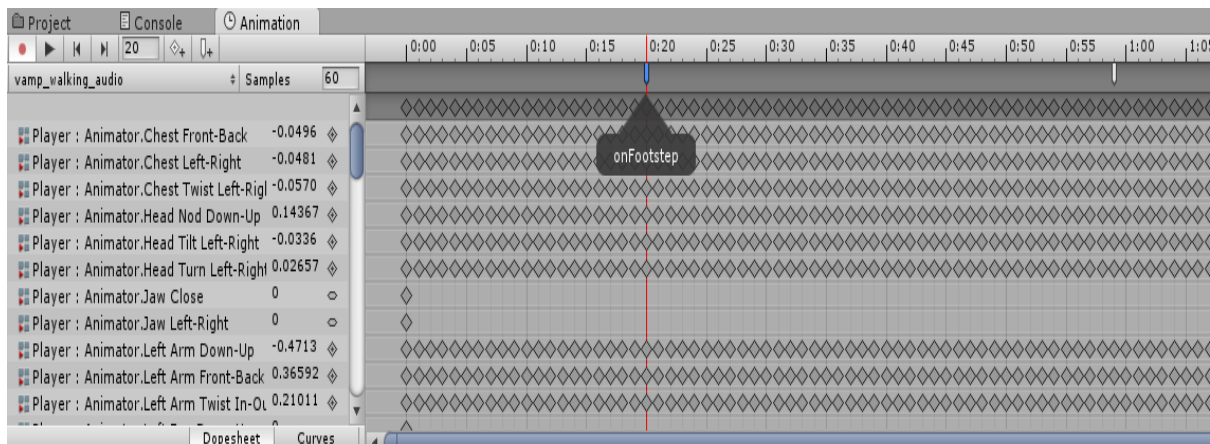 Project Console Animation
20 0:00 0:05 0:10 0:15 0:20 0:25 0:30 0:35 0:40 0:45 0:50 0:55 1:00 1:05
vamp_walking_audio Samples 60
Player : Animator.Chest Front-Back -0.0496
Player : Animator.Chest Left-Right -0.0481
onFootstep
Player : Animator.Chest Twist Left-Rigl -0.0570
Player : Animator.Head Nod Down-Up 0.14367
Player : Animator.Head Tilt Left-Right -0.0336
Player : Animator.Head Turn Left-Right 0.02657
Player : Animator.Jaw Close 0
Player : Animator.Jaw Left-Right 0
Player : Animator.Left Arm Down-Up -0.4713
Player : Animator.Left Arm Front-Back 0.36592
Player : Animator.Left Arm Twist In-Ou 0.21011
Dopesheet Curves